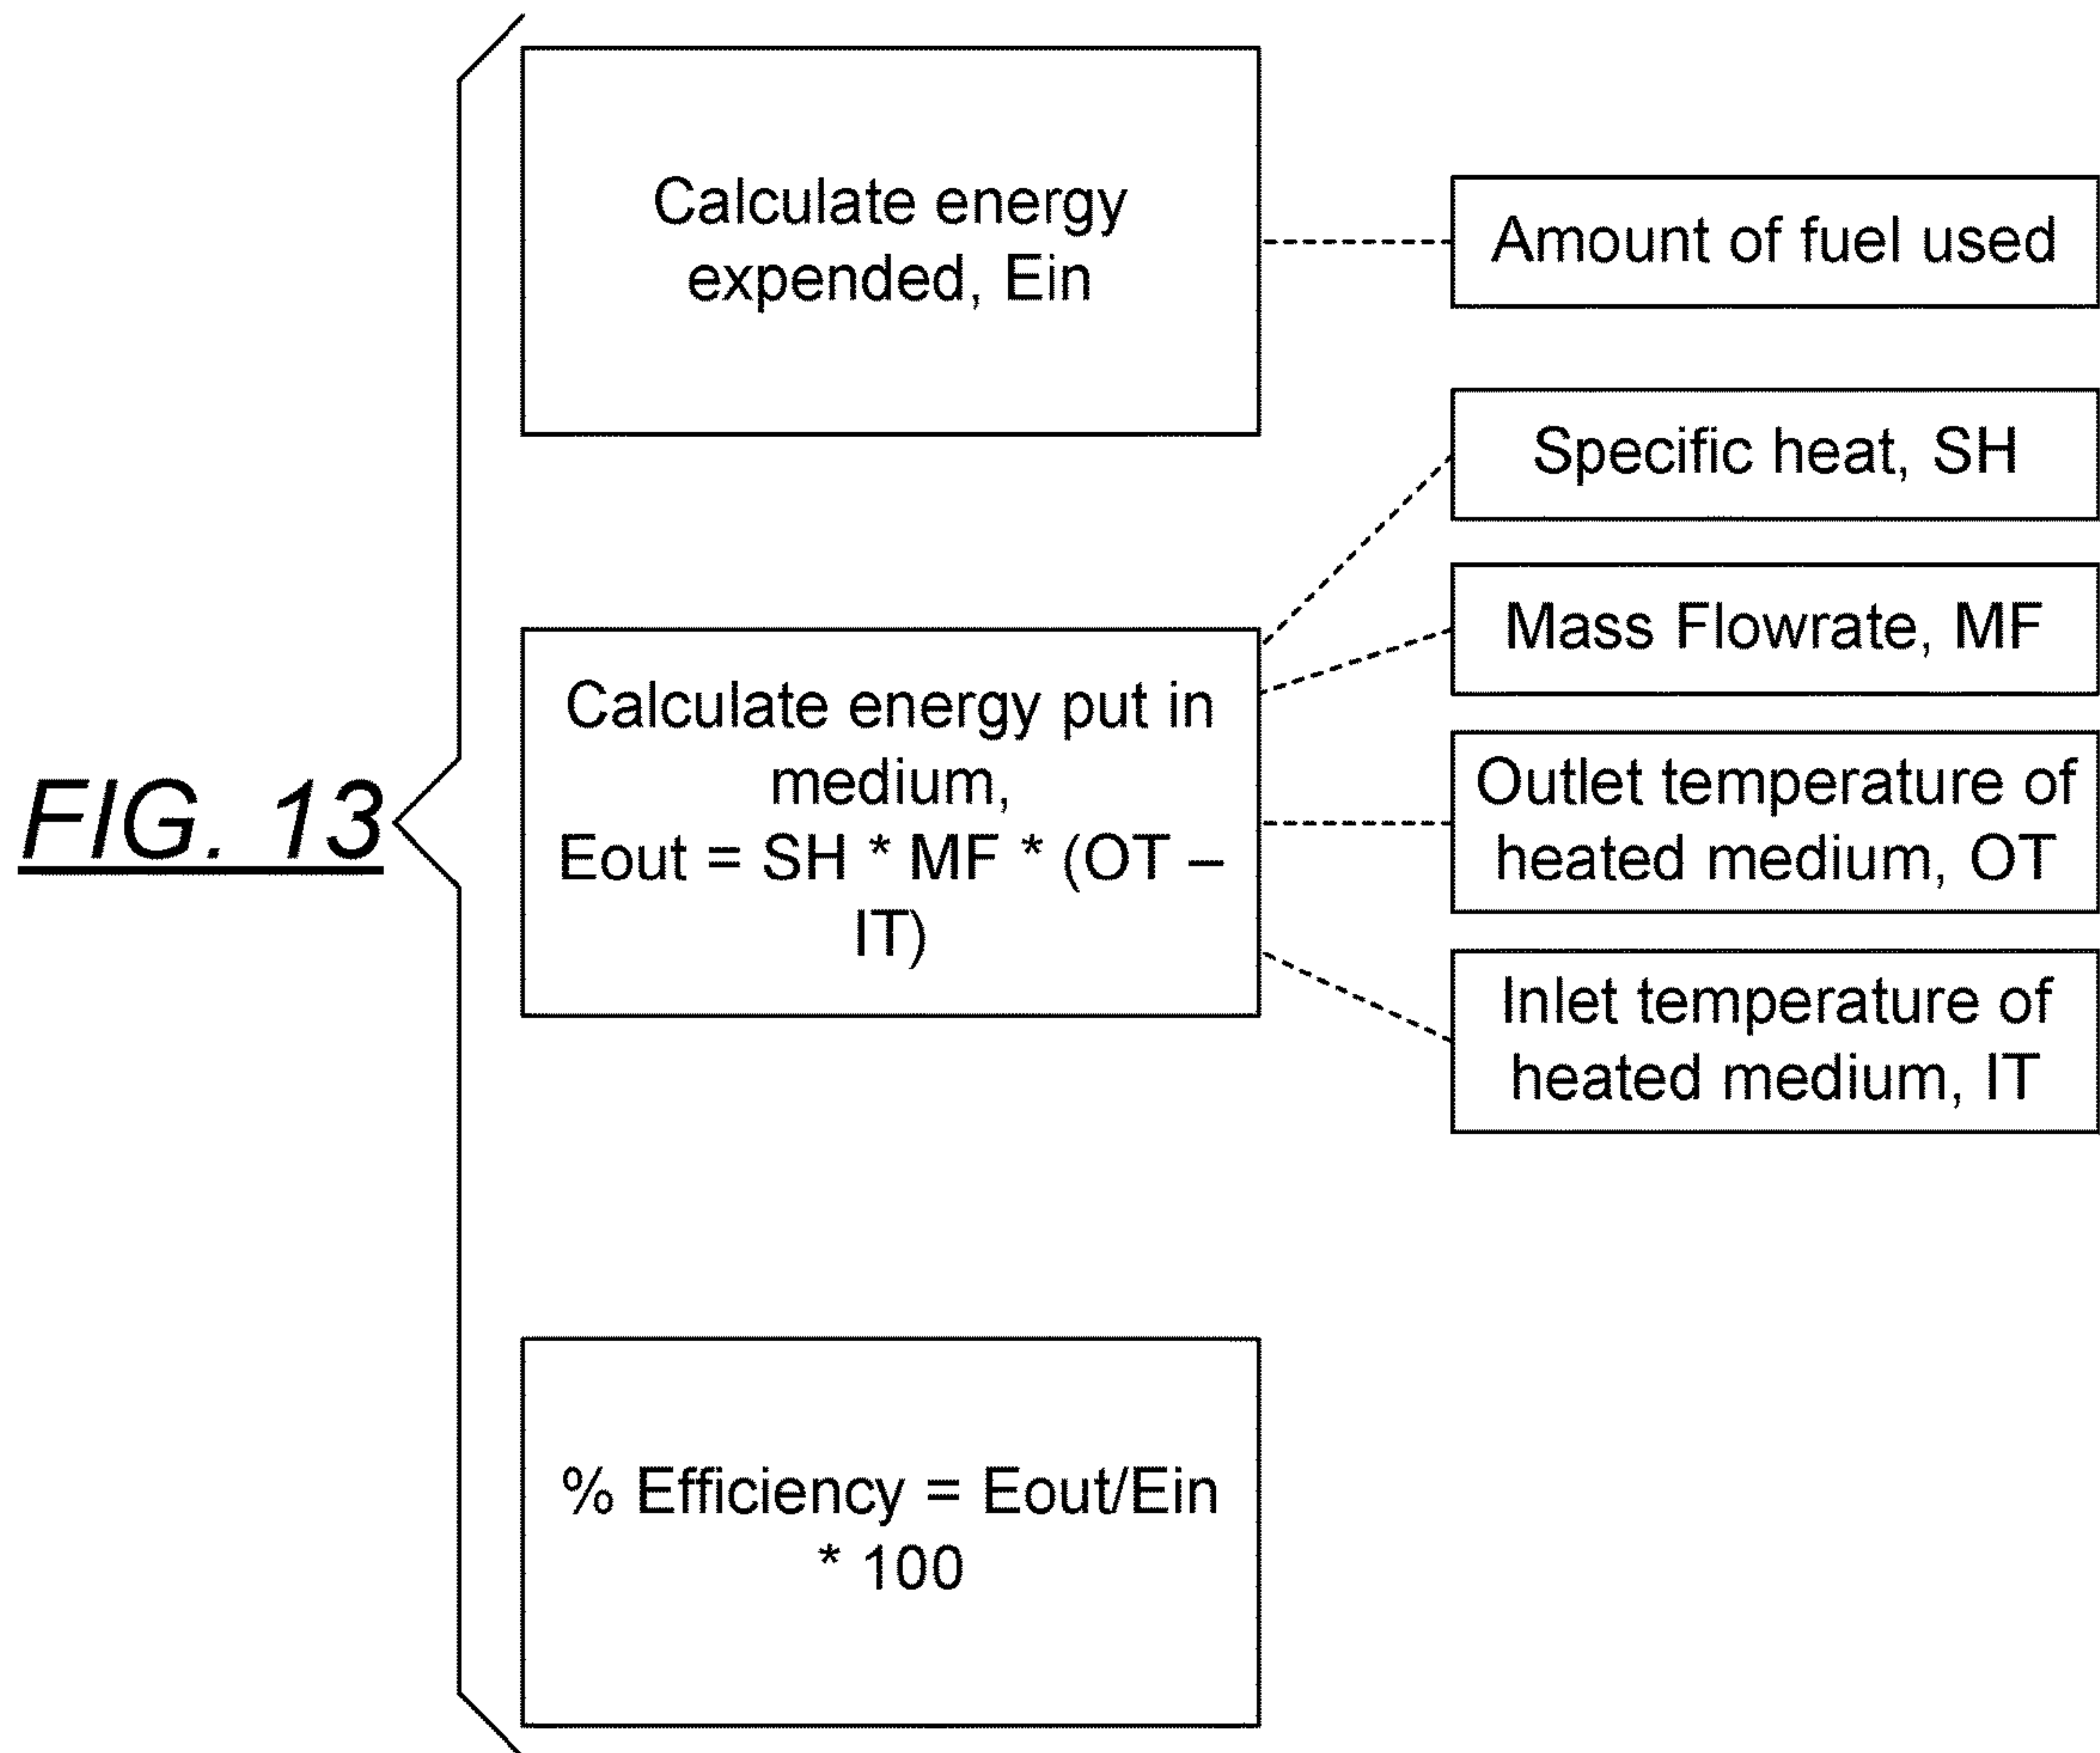 FIG. 13
Calculate energy
expended, Ein
Amount of fuel used
Calculate energy put in
medium,
Eout = SH * MF * (OT –
IT)
Specific heat, SH
Mass Flowrate, MF
Outlet temperature of
heated medium, OT
Inlet temperature of
heated medium, IT
% Efficiency = Eout/Ein
* 100